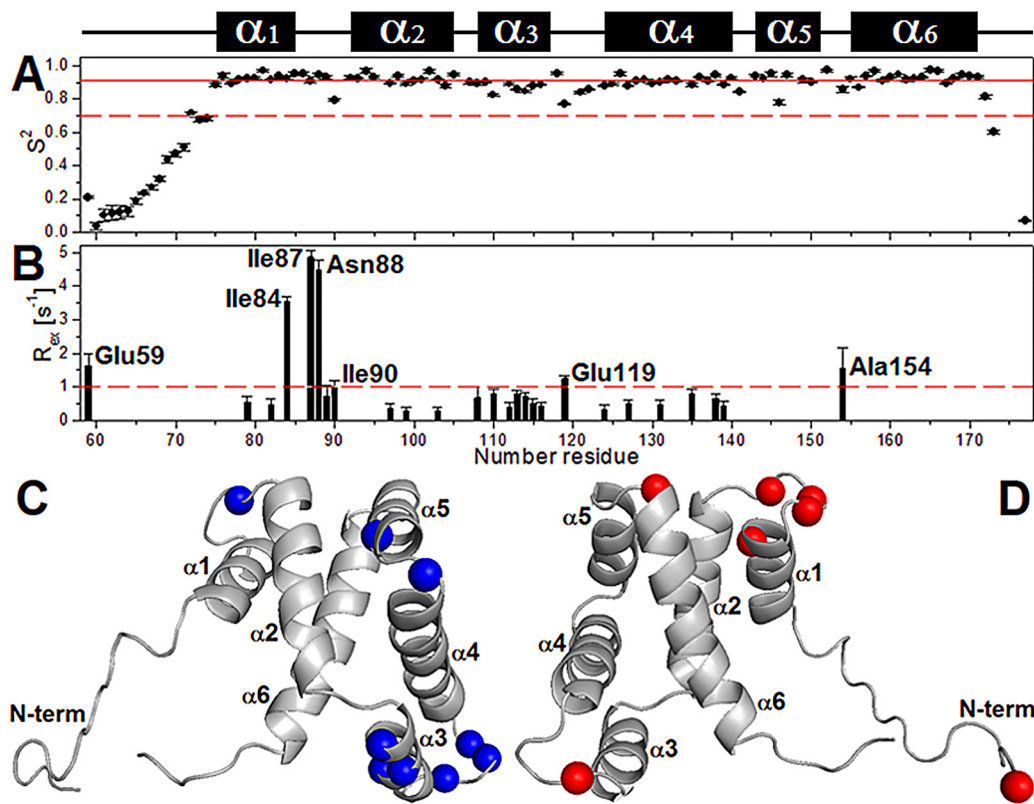 α1 α2 α3 α4 α5 α6
A
S²
1.0
0.8
0.6
0.4
0.2
0.0
B
R_ex [s⁻¹]
5
4
3
2
1
0
Ile87
Asn88
Ile84
Glu59
Ile90
Glu119
Ala154
60 70 80 90 100 110 120 130 140 150 160 170
Number residue
C
α5
α1
α2
α4
α6
N-term
α3
D
α5
α1
α2
α4
α6
N-term
α3